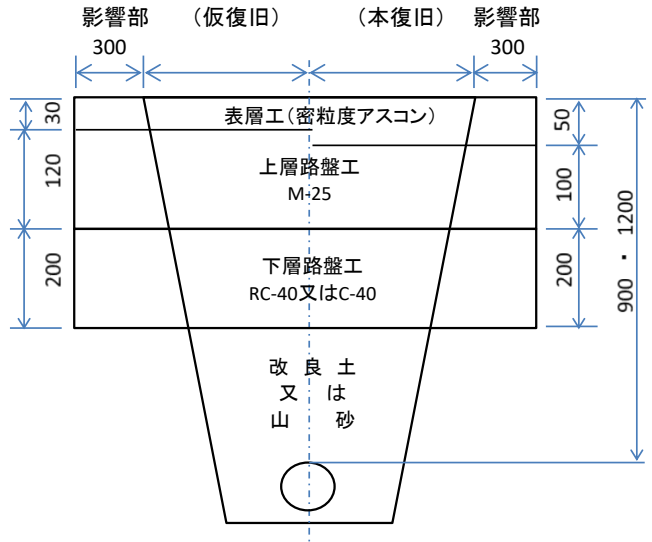 影響部 （仮復旧） （本復旧） 影響部
300 300
30
120
200
表層工（密粒度アスコン）
上層路盤工
M-25
下層路盤工
RC-40又はC-40
改 良 土
又 は
山 砂
50
100
200
900 ・ 1200